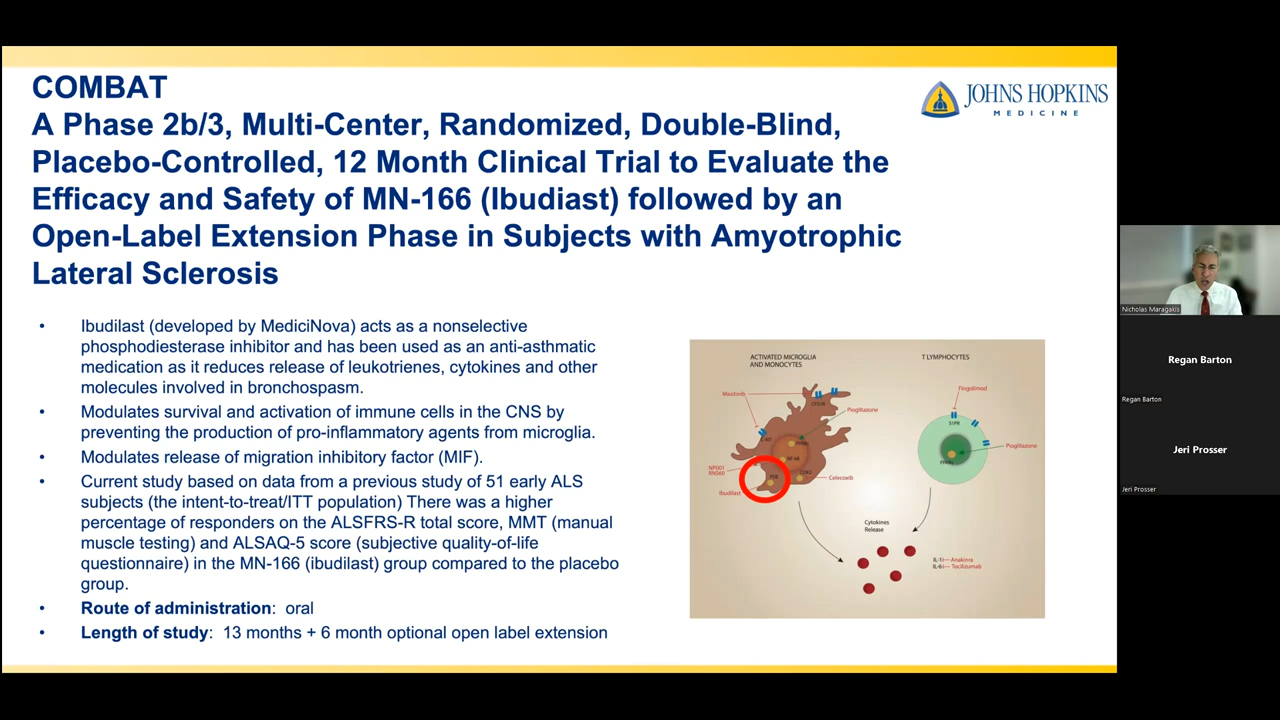 COMBAT
A Phase 2b/3, Multi-Center, Randomized, Double-Blind,
Placebo-Controlled, 12 Month Clinical Trial to Evaluate the
Efficacy and Safety of MN-166 (Ibudiast) followed by an
Open-Label Extension Phase in Subjects with Amyotrophic
Lateral Sclerosis
JOHNS HOPKINS
MEDICINE
• Ibudilast (developed by MediciNova) acts as a nonselective
phosphodiesterase inhibitor and has been used as an anti-asthmatic
medication as it reduces release of leukotrienes, cytokines and other
molecules involved in bronchospasm.
• Modulates survival and activation of immune cells in the CNS by
preventing the production of pro-inflammatory agents from microglia.
• Modulates release of migration inhibitory factor (MIF).
• Current study based on data from a previous study of 51 early ALS
subjects (the intent-to-treat/ITT population) There was a higher
percentage of responders on the ALSFRS-R total score, MMT (manual
muscle testing) and ALSAQ-5 score (subjective quality-of-life
questionnaire) in the MN-166 (ibudilast) group compared to the placebo
group.
• Route of administration: oral
• Length of study: 13 months + 6 month optional open label extension
ACTIVATED MICROGLIA
AND MONOCYTES
T LYMPHOCYTES
Masitinib
Pioglitazone
NP001
RNS60
Ibudilast
Celecoxib
Fingolimod
S1PR
Pioglitazone
Cytokines
Release
Anakinra
Tocilizumab
Nicholas Maragakis
Regan Barton
Regan Barton
Jeri Prosser
Jeri Prosser